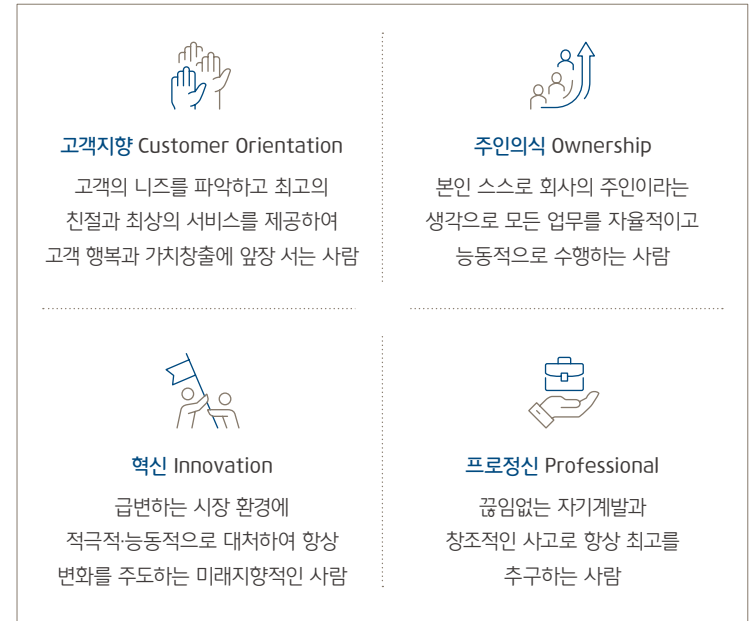 고객지향 Customer Orientation
고객의 니즈를 파악하고 최고의
친절과 최상의 서비스를 제공하여
고객 행복과 가치창출에 앞장 서는 사람
주인의식 Ownership
본인 스스로 회사의 주인이라는
생각으로 모든 업무를 자율적이고
능동적으로 수행하는 사람
혁신 Innovation
급변하는 시장 환경에
적극적·능동적으로 대처하여 항상
변화를 주도하는 미래지향적인 사람
프로정신 Professional
끊임없는 자기계발과
창조적인 사고로 항상 최고를
추구하는 사람